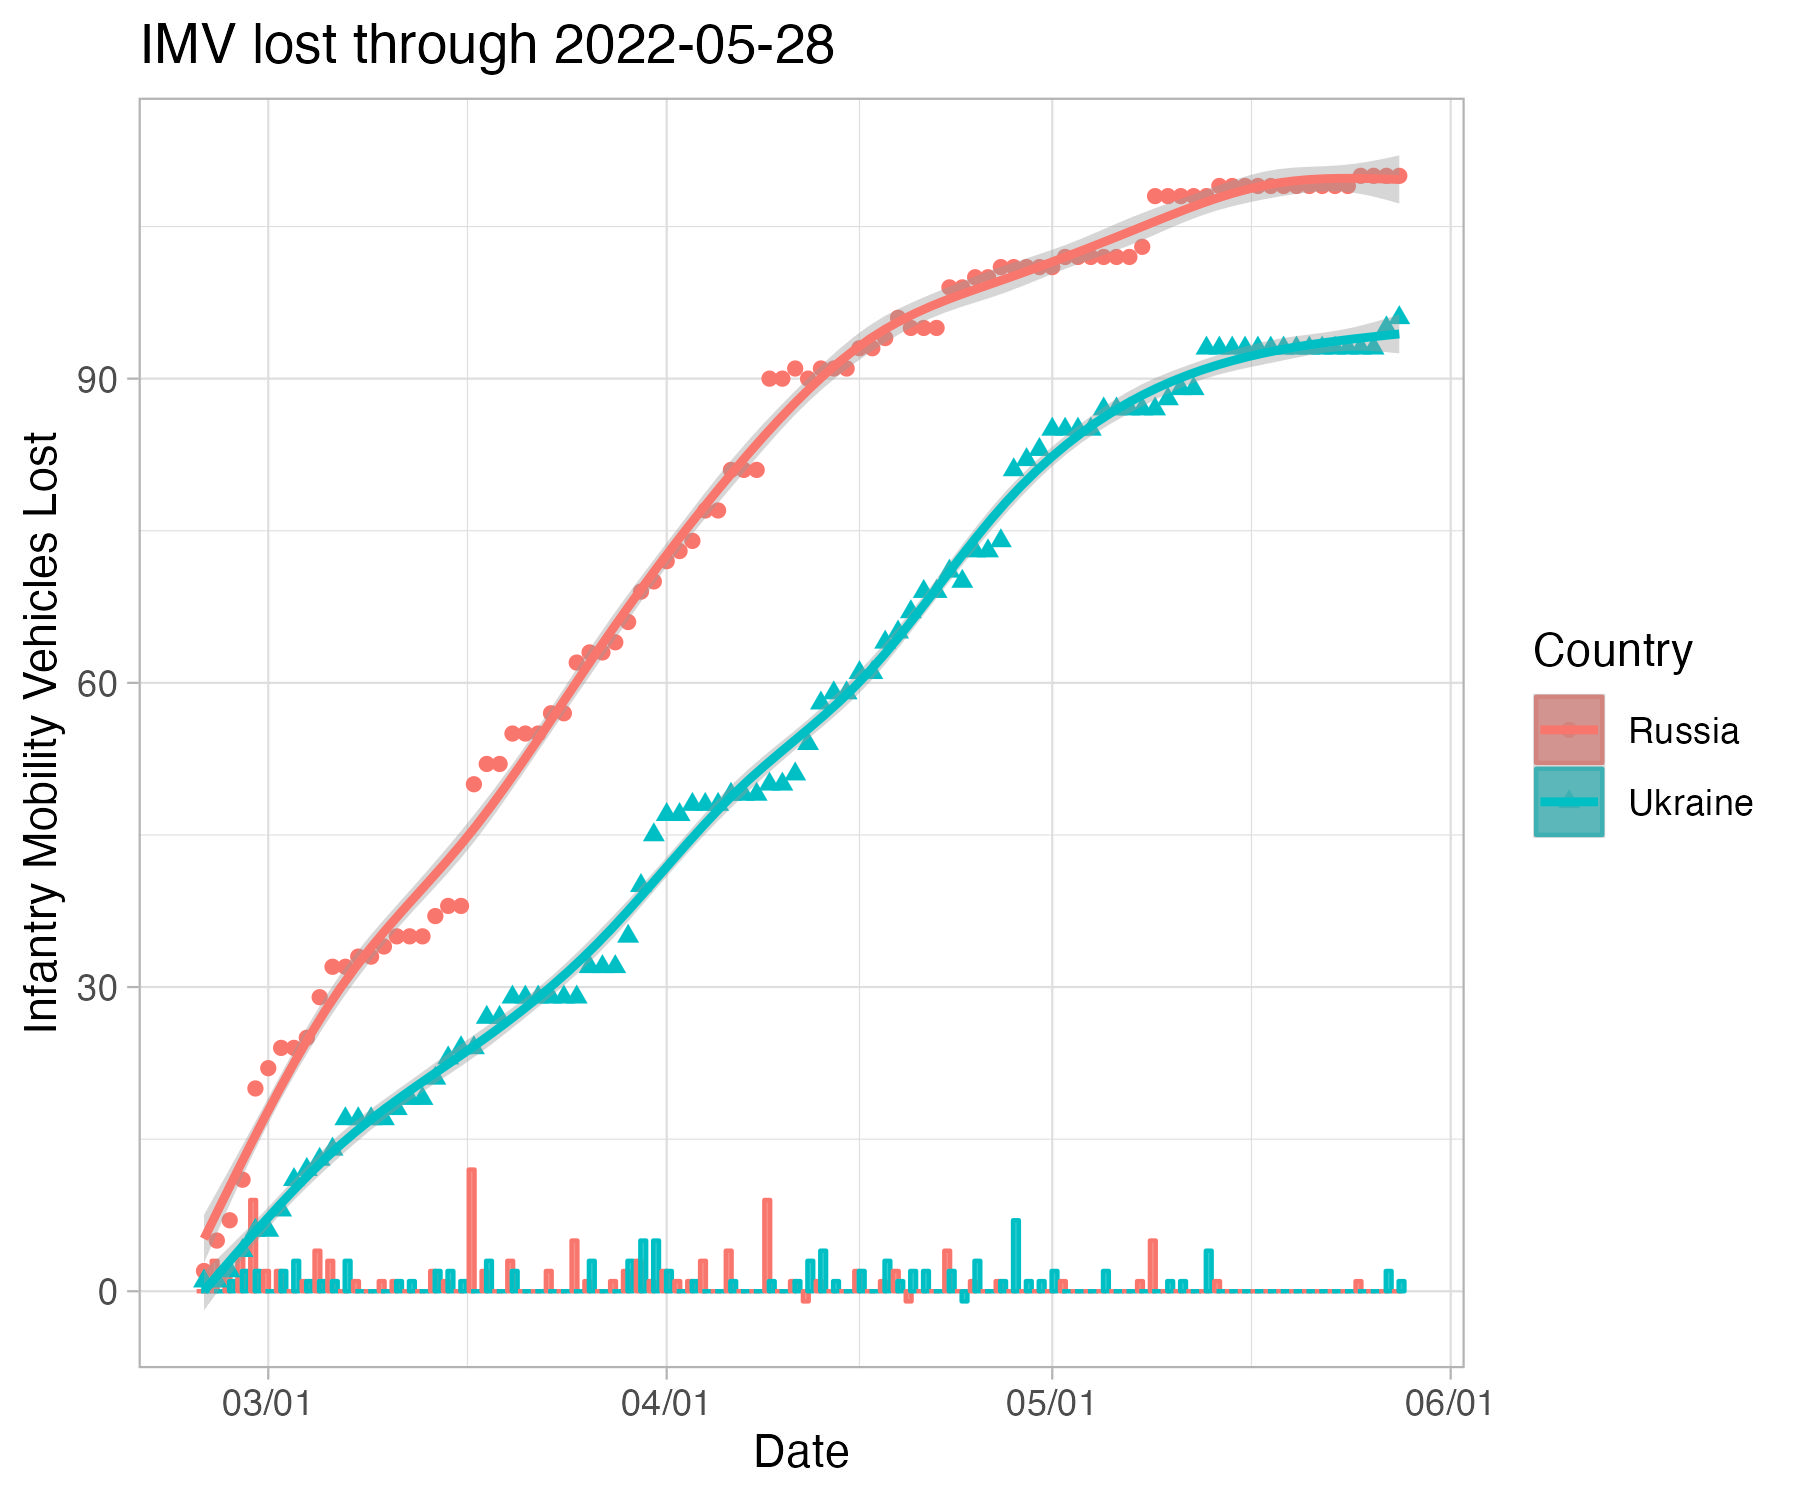 IMV lost through 2022-05-28
Infantry Mobility Vehicles Lost
90
60
30
0
03/01
04/01
05/01
06/01
Date
Country
Russia
Ukraine